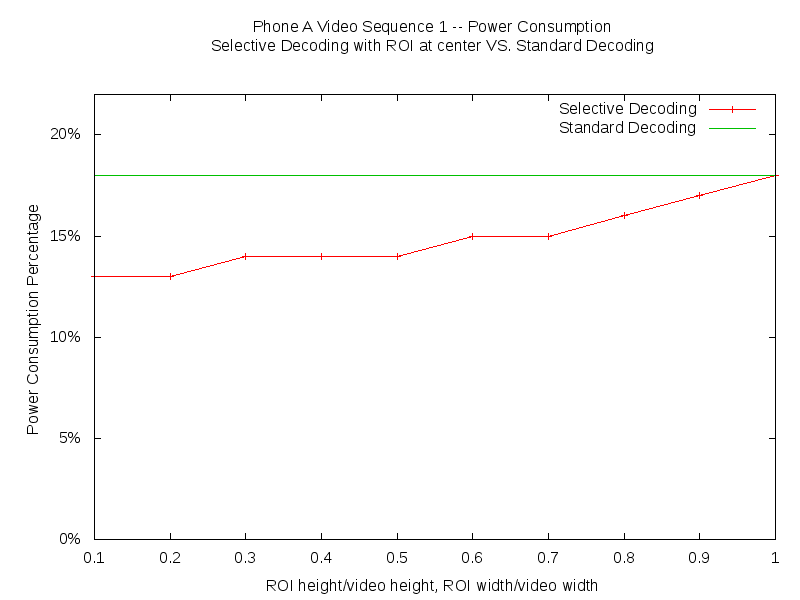 Phone A Video Sequence 1 -- Power Consumption
Selective Decoding with ROI at center VS. Standard Decoding
Selective Decoding
Standard Decoding
20%
15%
10%
5%
0%
Power Consumption Percentage
0.1 0.2 0.3 0.4 0.5 0.6 0.7 0.8 0.9 1
ROI height/video height, ROI width/video width